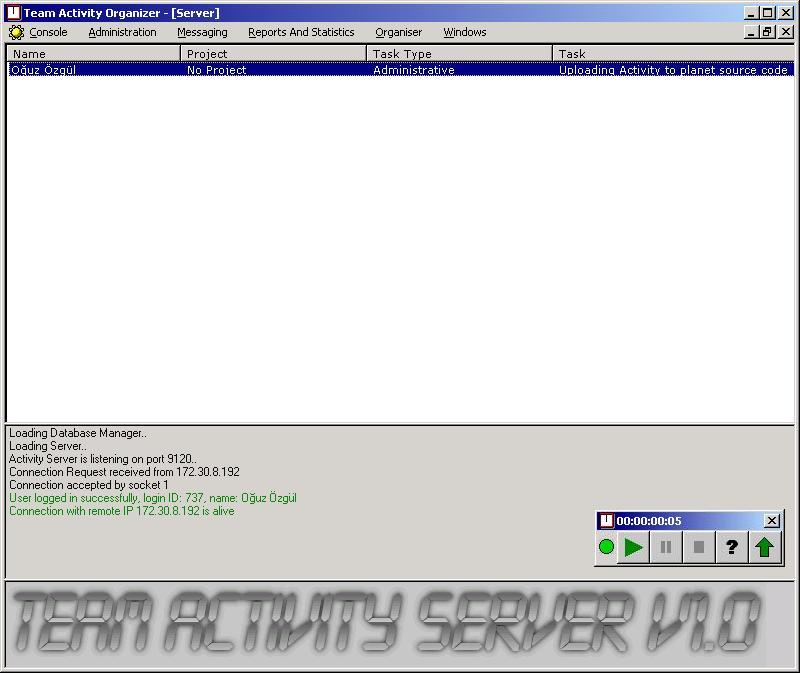 Team Activity Organizer - [Server]
Console Administration Messaging Reports And Statistics Organiser Windows
Name Project Task Type Task
Oğuz Özgül No Project Administrative Uploading Activity to planet source code
Loading Database Manager..
Loading Server..
Activity Server is listening on port 9120..
Connection Request received from 172.30.8.192
Connection accepted by socket 1
User logged in successfully, login ID: 737, name: Oğuz Özgül
Connection with remote IP 172.30.8.192 is alive
00:00:00:05
?
TEAM ACTIVITY SERVER V1.0